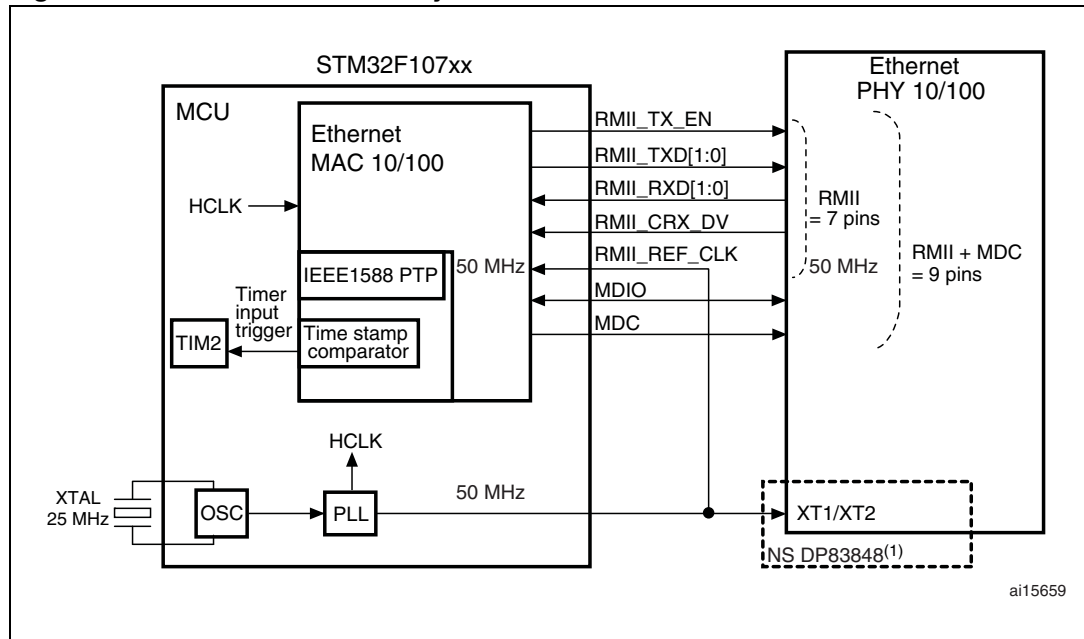 STM32F107xx
MCU
Ethernet
MAC 10/100
HCLK
IEEE1588 PTP
50 MHz
Timer
input
trigger
TIM2
Time stamp
comparator
RMII_TX_EN
RMII_TXD[1:0]
RMII_RXD[1:0]
RMII_CRX_DV
RMII_REF_CLK
MDIO
MDC
Ethernet
PHY 10/100
RMII
= 7 pins
50 MHz
RMII + MDC
= 9 pins
HCLK
XTAL
25 MHz
OSC
PLL
50 MHz
XT1/XT2
NS DP83848(1)
ai15659